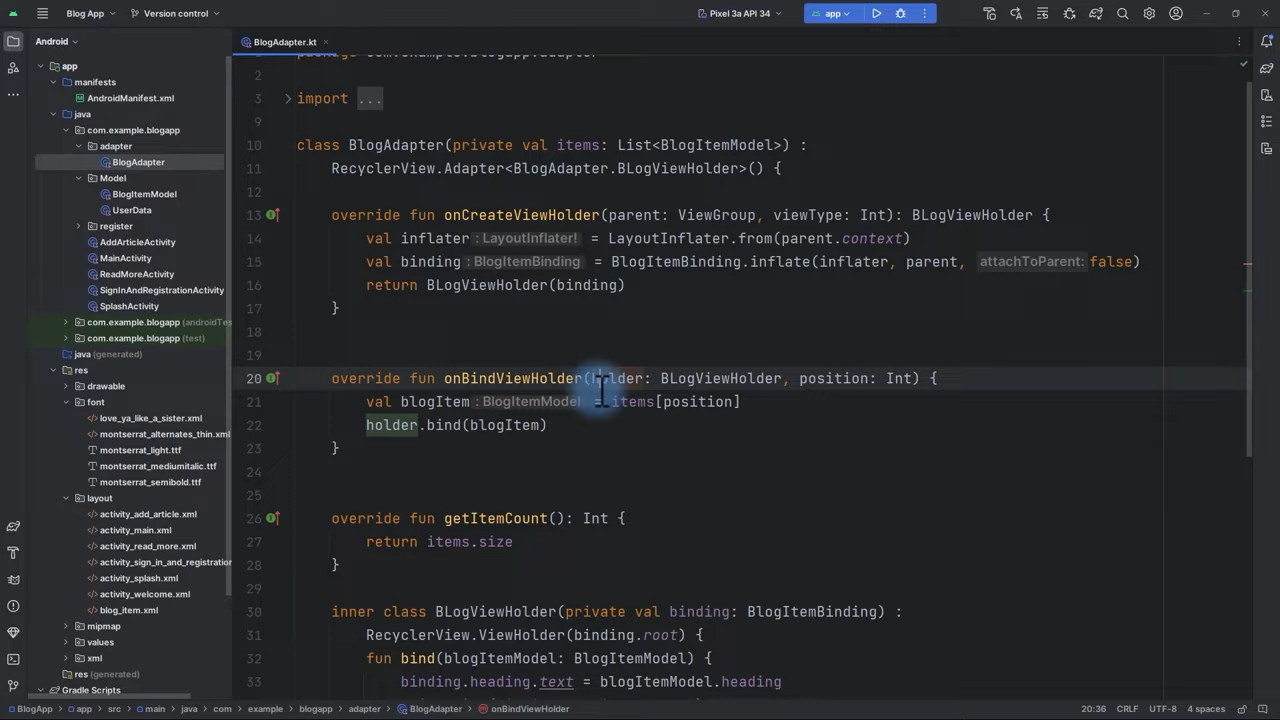 Blog App
Version control
Pixel 3a API 34
app
Android
BlogAdapter.kt
app
manifests
AndroidManifest.xml
java
com.example.blogapp
adapter
BlogAdapter
Model
BlogItemModel
UserData
register
AddArticleActivity
MainActivity
ReadMoreActivity
SignInAndRegistrationActivity
SplashActivity
com.example.blogapp (androidTes
com.example.blogapp (test)
java (generated)
res
drawable
font
love_ya_like_a_sister.xml
montserrat_alternates_thin.xml
montserrat_light.ttf
montserrat_mediumitalic.ttf
montserrat_semibold.ttf
layout
activity_add_article.xml
activity_main.xml
activity_read_more.xml
activity_sign_in_and_registration
activity_splash.xml
activity_welcome.xml
blog_item.xml
mipmap
values
xml
res (generated)
Gradle Scripts
2
3 import ...
9
10 class BlogAdapter(private val items: List<BlogItemModel>) :
11 RecyclerView.Adapter<BlogAdapter.BLogViewHolder>() {
12
13 override fun onCreateViewHolder(parent: ViewGroup, viewType: Int): BLogViewHolder {
14 val inflater : LayoutInflater! = LayoutInflater.from(parent.context)
15 val binding : BlogItemBinding = BlogItemBinding.inflate(inflater, parent, attachToParent: false)
16 return BLogViewHolder(binding)
17 }
18
19
20 override fun onBindViewHolder(holder: BLogViewHolder, position: Int) {
21 val blogItem : BlogItemModel = items[position]
22 holder.bind(blogItem)
23 }
24
25
26 override fun getItemCount(): Int {
27 return items.size
28 }
29
30 inner class BLogViewHolder(private val binding: BlogItemBinding) :
31 RecyclerView.ViewHolder(binding.root) {
32 fun bind(blogItemModel: BlogItemModel) {
33 binding.heading.text = blogItemModel.heading
BlogApp > app > src > main > java > com > example > blogapp > adapter > BlogAdapter > onBindViewHolder
20:36 CRLF UTF-8 4 spaces